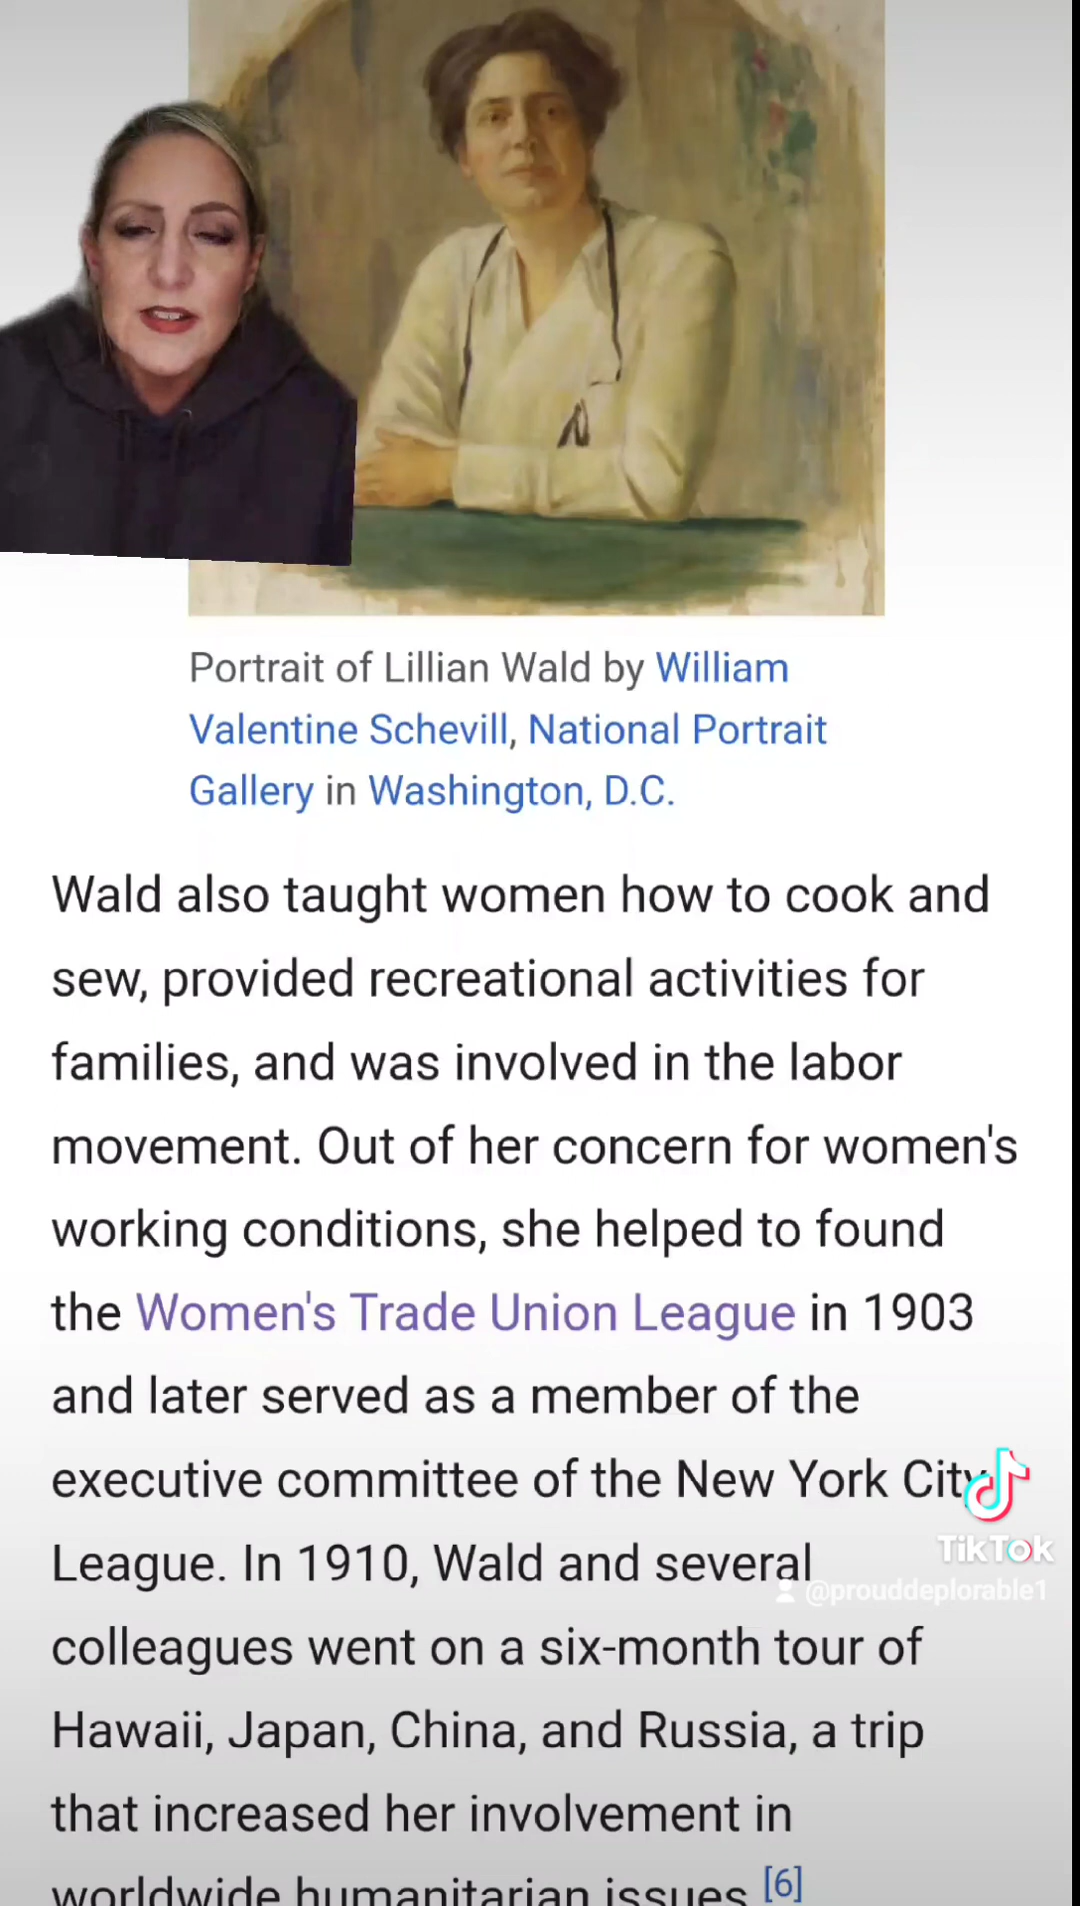 Portrait of Lillian Wald by William
Valentine Schevill, National Portrait
Gallery in Washington, D.C.
Wald also taught women how to cook and
sew, provided recreational activities for
families, and was involved in the labor
movement. Out of her concern for women's
working conditions, she helped to found
the Women's Trade Union League in 1903
and later served as a member of the
executive committee of the New York City
League. In 1910, Wald and several
colleagues went on a six-month tour of
Hawaii, Japan, China, and Russia, a trip
that increased her involvement in
worldwide humanitarian issues.[6]
TikTok
@prouddeplorable1